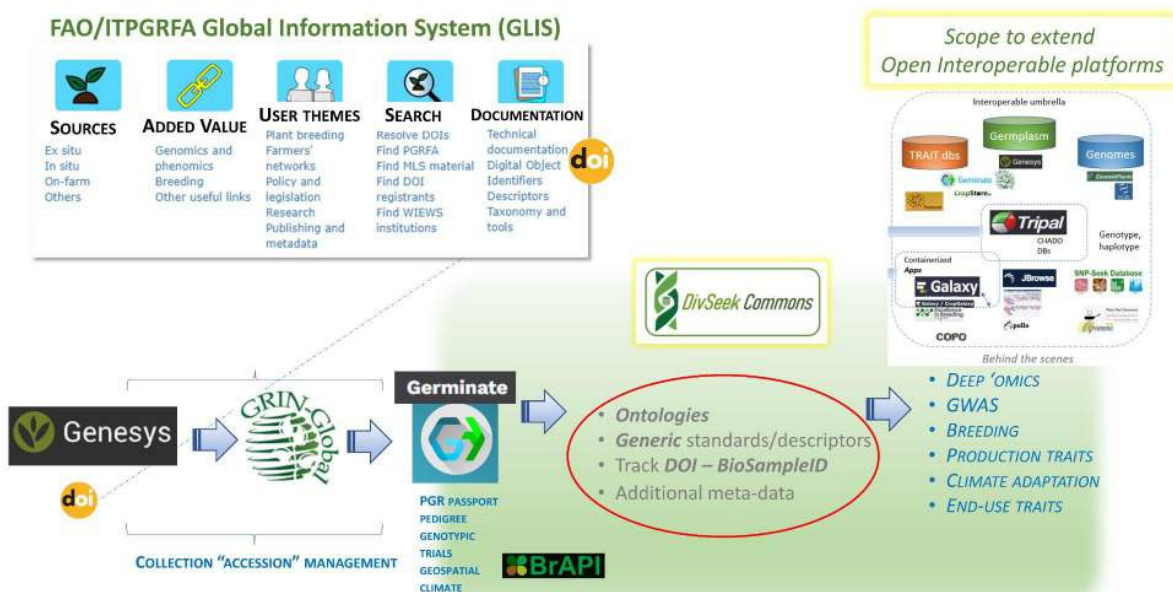 FAO/ITPGRFA Global Information System (GLIS)
SOURCES
Ex situ
In situ
On-farm
Others
ADDED VALUE
Genomics and
phenomics
Breeding
Other useful links
USER THEMES
Plant breeding
Farmers'
networks
Policy and
legislation
Research
Publishing and
metadata
SEARCH
Resolve DOIs
Find PGRFA
Find MLS material
Find DOI
registrants
Find WIEWS
institutions
DOCUMENTATION
Technical
documentation
Digital Object
Identifiers
Descriptors
Taxonomy and
tools
doi
Scope to extend
Open Interoperable platforms
Interoperable umbrella
TRAIT dbs
Germplasm
Genomes
Genesys
Germinate
CropStore
Tripal
CHADO
DBs
Genotype,
haplotype
Containerized
Apps
Galaxy
Galaxy / CropGalaxy
JBrowse
SNP-Seek Database
Apollo
COPO
Behind the scenes
DivSeek Commons
Genesys
doi
GRIN-Global
COLLECTION "ACCESSION" MANAGEMENT
Germinate
PGR PASSPORT
PEDIGREE
GENOTYPIC
TRIALS
GEOSPATIAL
CLIMATE
BrAPI
• Ontologies
• Generic standards/descriptors
• Track DOI – BioSampleID
• Additional meta-data
• DEEP 'OMICS
• GWAS
• BREEDING
• PRODUCTION TRAITS
• CLIMATE ADAPTATION
• END-USE TRAITS